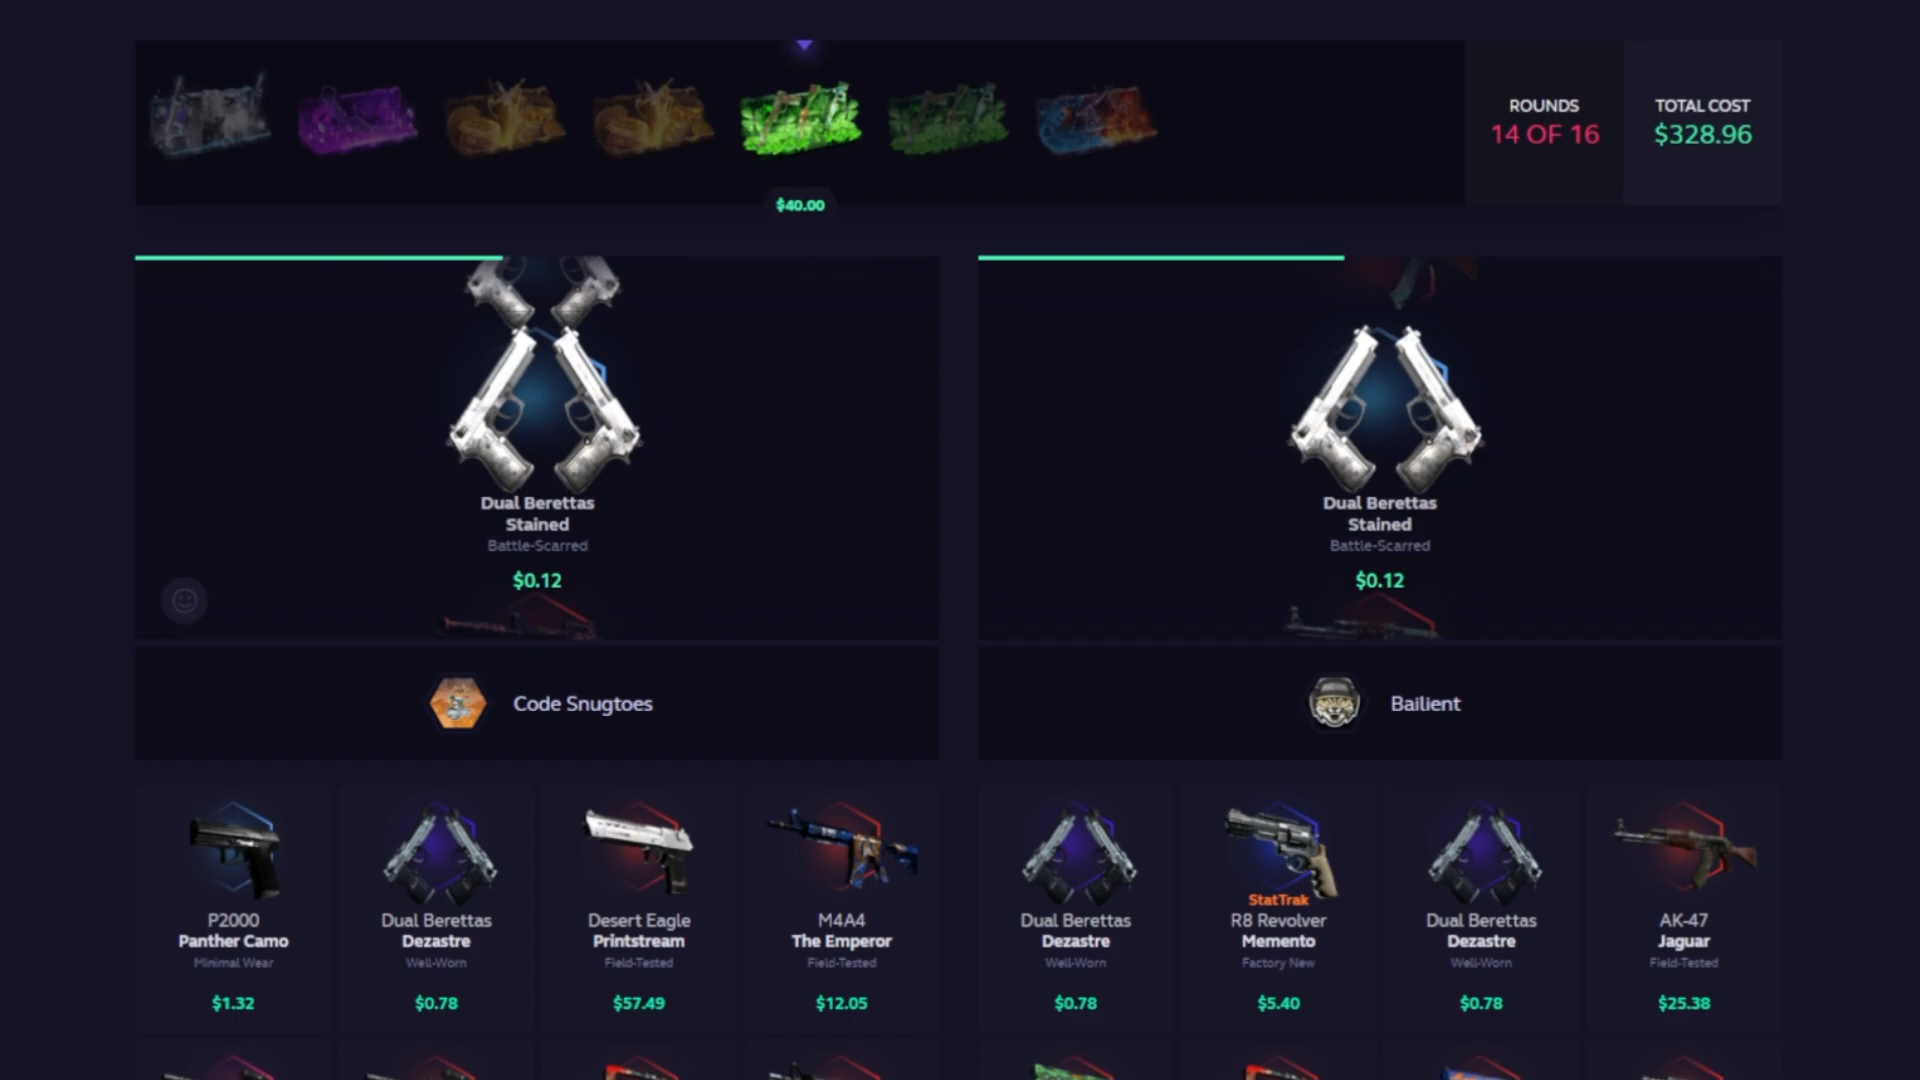 ROUNDS
14 OF 16
TOTAL COST
$328.96
$40.00
Dual Berettas
Stained
Battle-Scarred
$0.12
Dual Berettas
Stained
Battle-Scarred
$0.12
Code Snugtoes
Bailient
P2000
Panther Camo
Minimal Wear
$1.32
Dual Berettas
Dezastre
Well-Worn
$0.78
Desert Eagle
Printstream
Field-Tested
$57.49
M4A4
The Emperor
Field-Tested
$12.05
Dual Berettas
Dezastre
Well-Worn
$0.78
StatTrak
R8 Revolver
Memento
Factory New
$5.40
Dual Berettas
Dezastre
Well-Worn
$0.78
AK-47
Jaguar
Field-Tested
$25.38